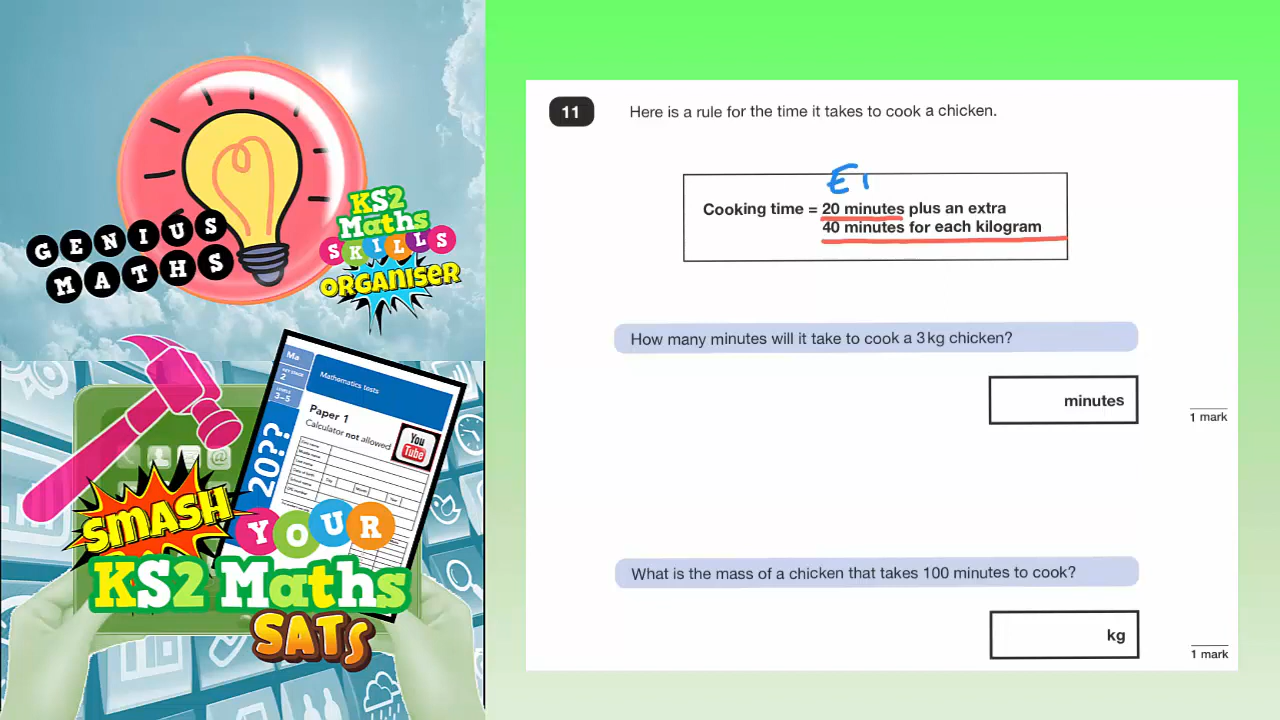 GENIUS
MATHS
KS2
Maths
SKILLS
ORGANISER
Ma
KEY STAGE
2
LEVELS
3–5
Mathematics tests
Paper 1
Calculator not allowed
20??
You
Tube
SMASH
YOUR
KS2 Maths
SATS
11
Here is a rule for the time it takes to cook a chicken.
Cooking time = 20 minutes plus an extra
40 minutes for each kilogram
How many minutes will it take to cook a 3 kg chicken?
minutes
1 mark
What is the mass of a chicken that takes 100 minutes to cook?
kg
1 mark